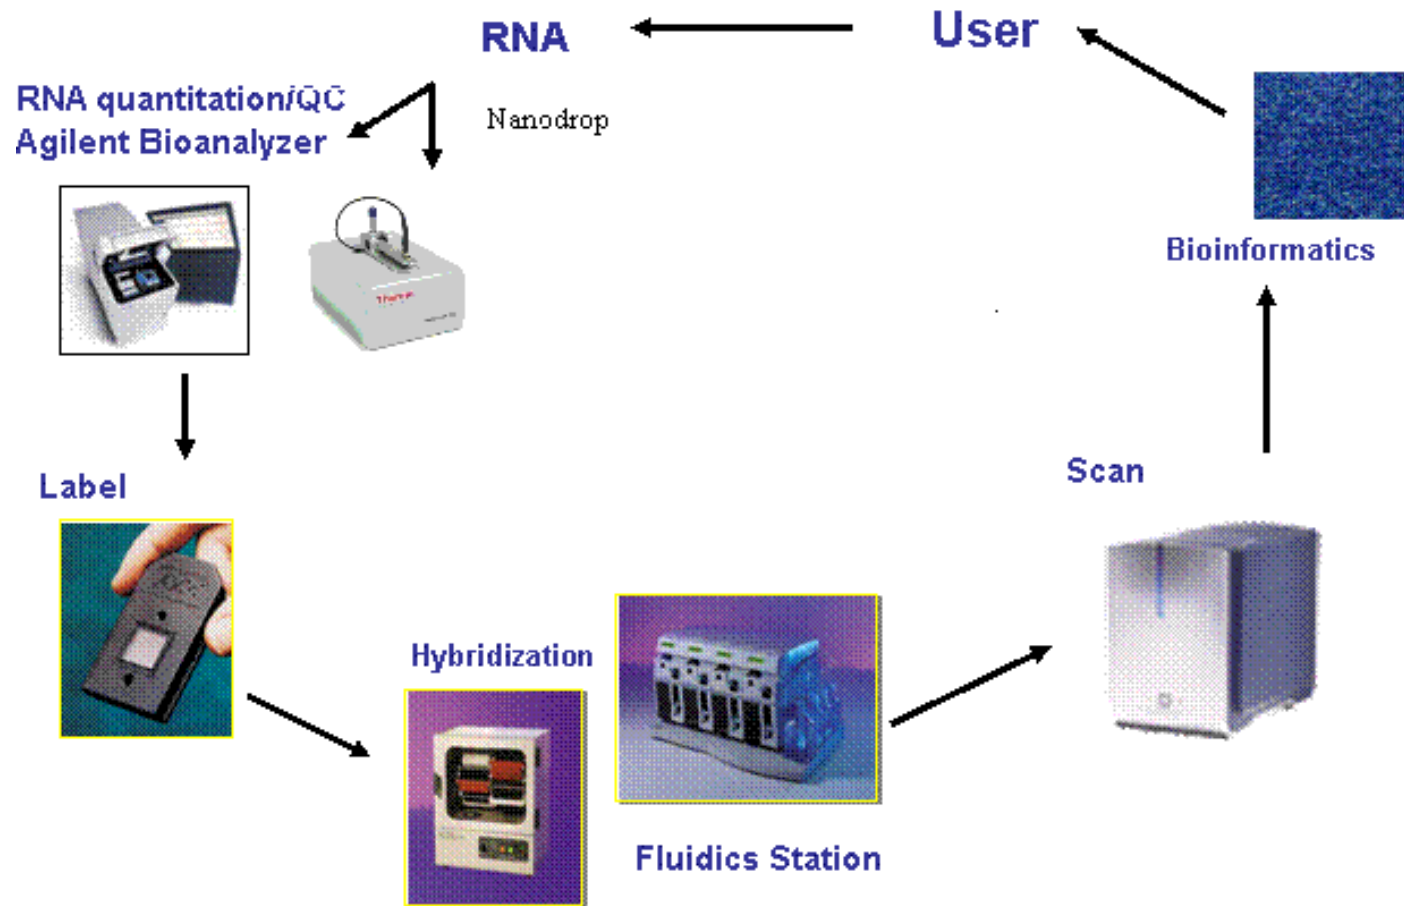 RNA
User
RNA quantitation/QC
Agilent Bioanalyzer
Nanodrop
Bioinformatics
Label
Scan
Hybridization
Fluidics Station